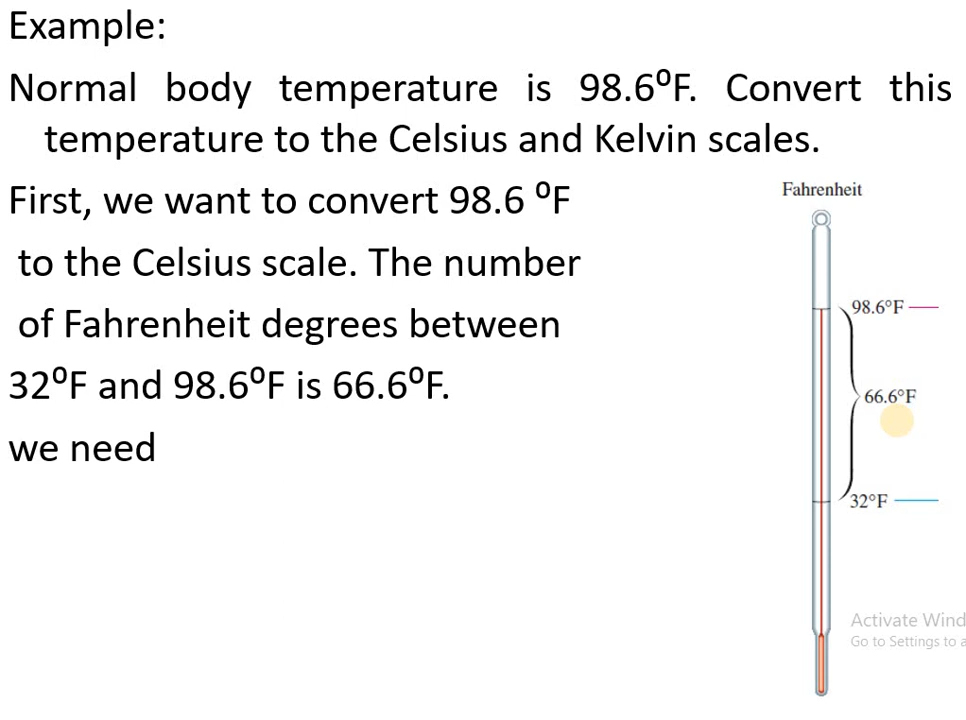 Example:
Normal body temperature is 98.6⁰F. Convert this
temperature to the Celsius and Kelvin scales.
First, we want to convert 98.6 ⁰F
to the Celsius scale. The number
of Fahrenheit degrees between
32⁰F and 98.6⁰F is 66.6⁰F.
we need
Fahrenheit
98.6°F
66.6°F
32°F
Activate Wind
Go to Settings to a